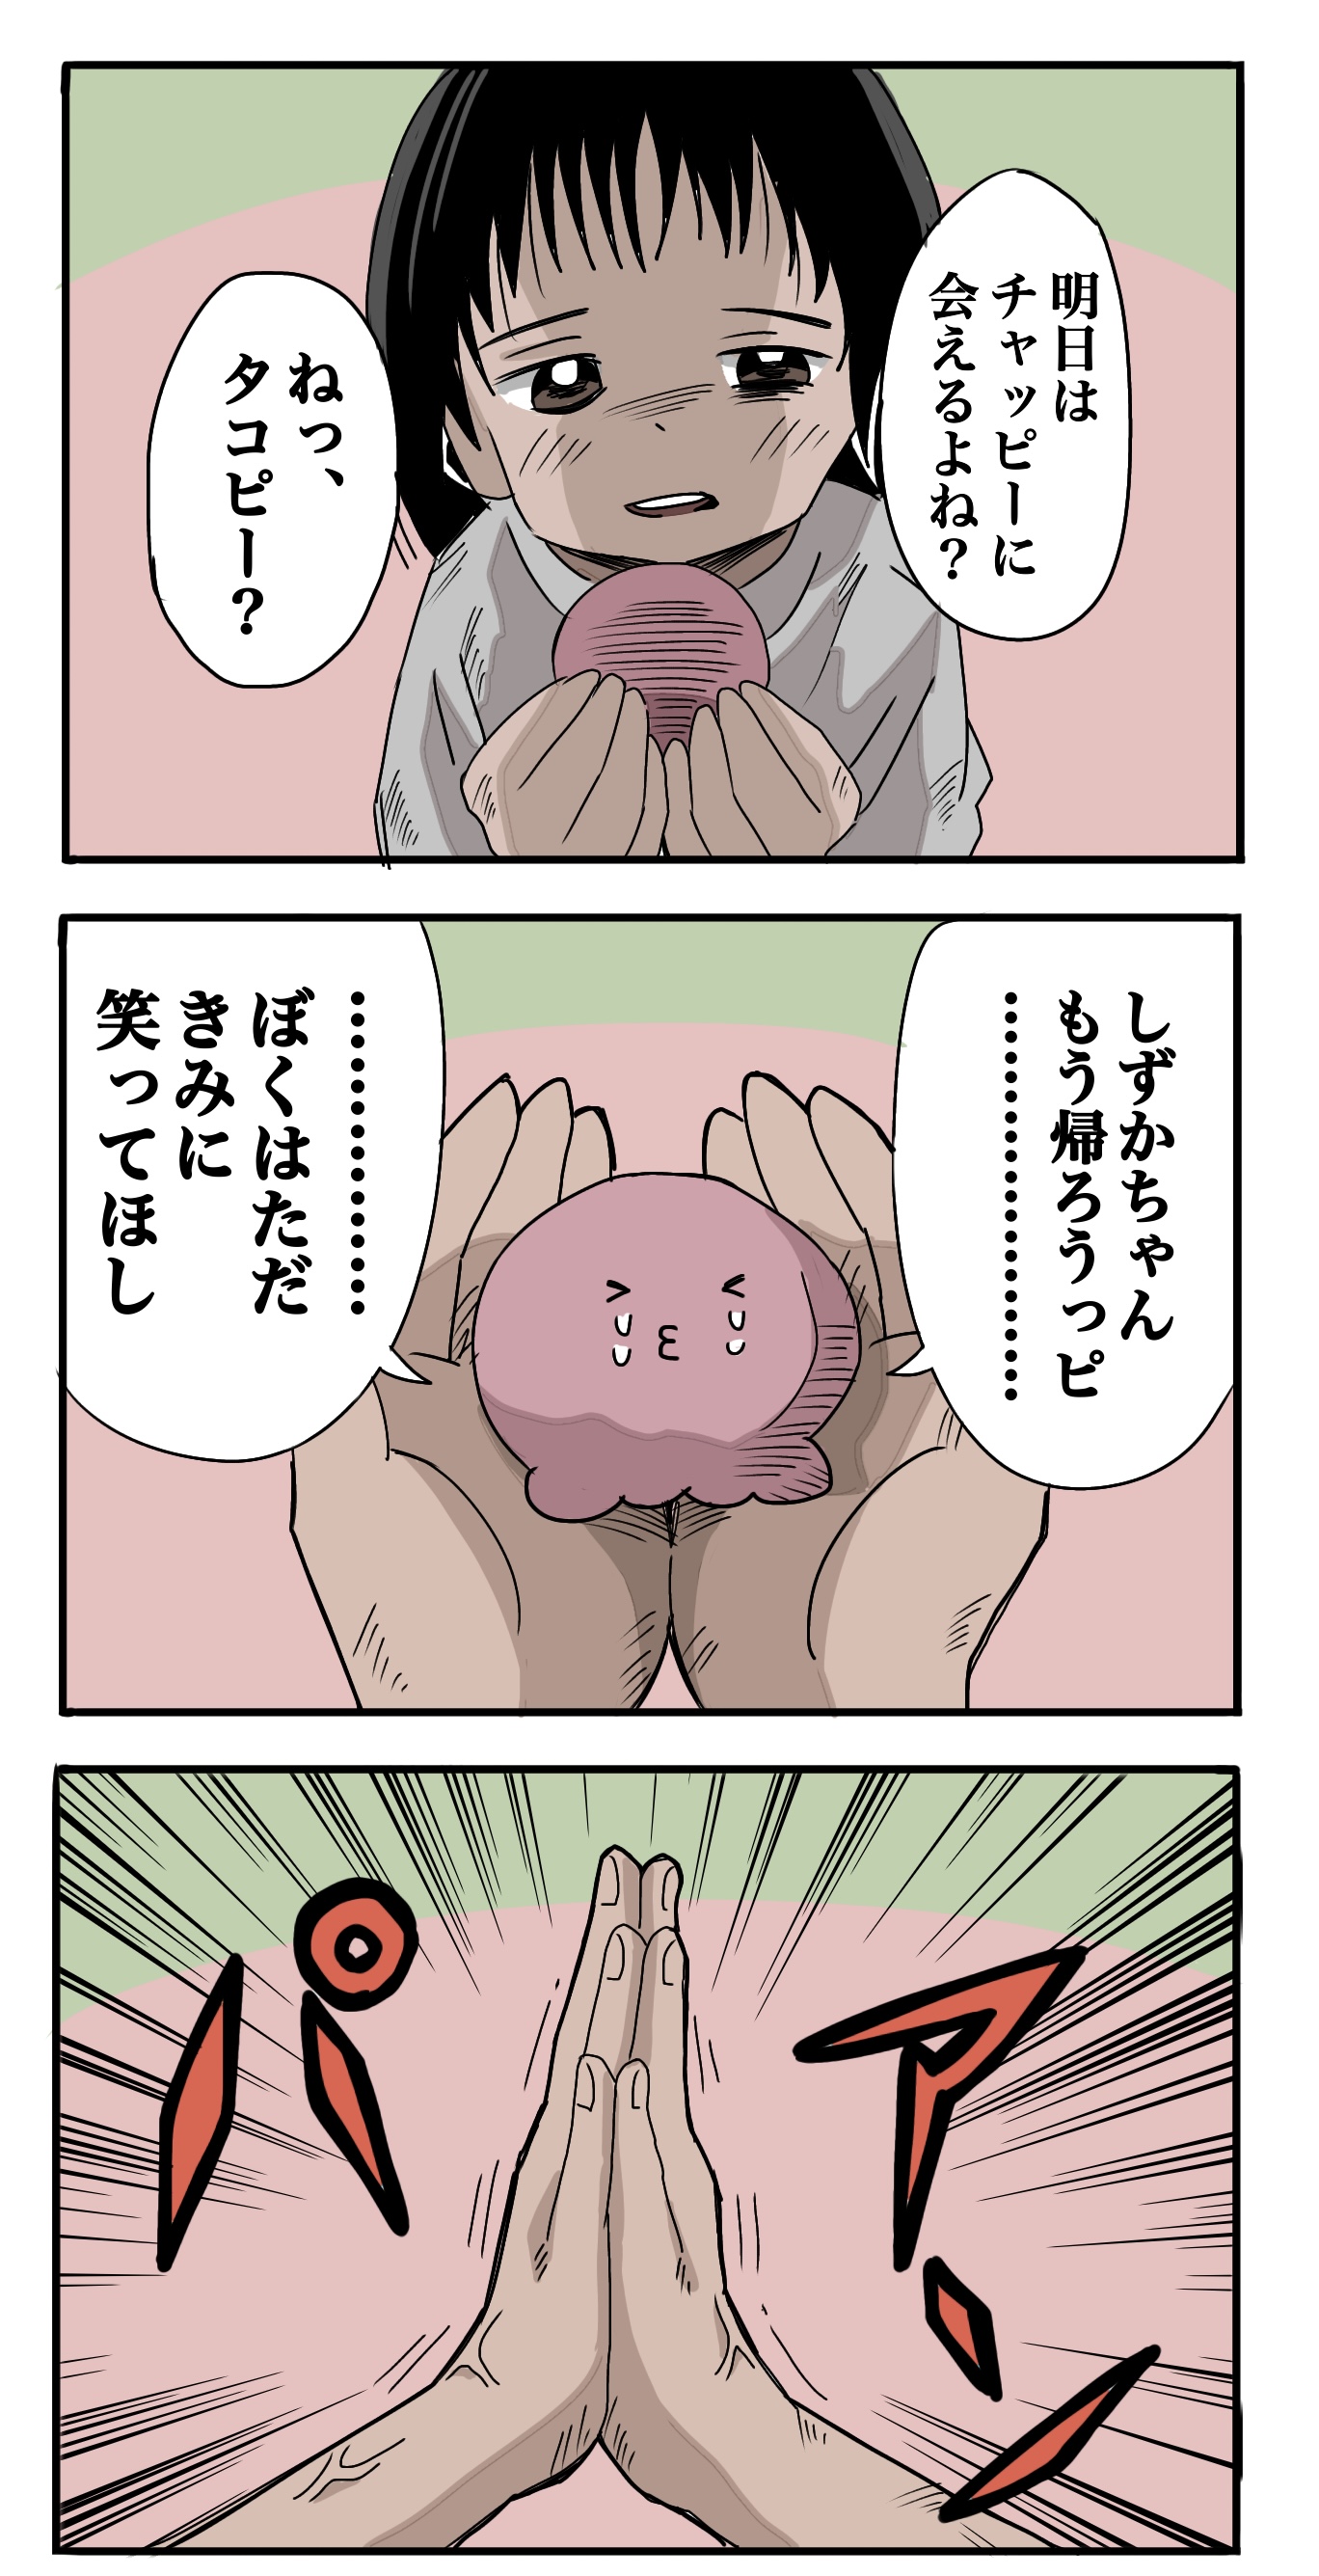 明日は
チャッピーに
会えるよね？
ねっ、
タコピー？
しずかちゃん
もう帰ろうっピ
………………
……………
ぼくはただ
きみに
笑ってほし
パアン